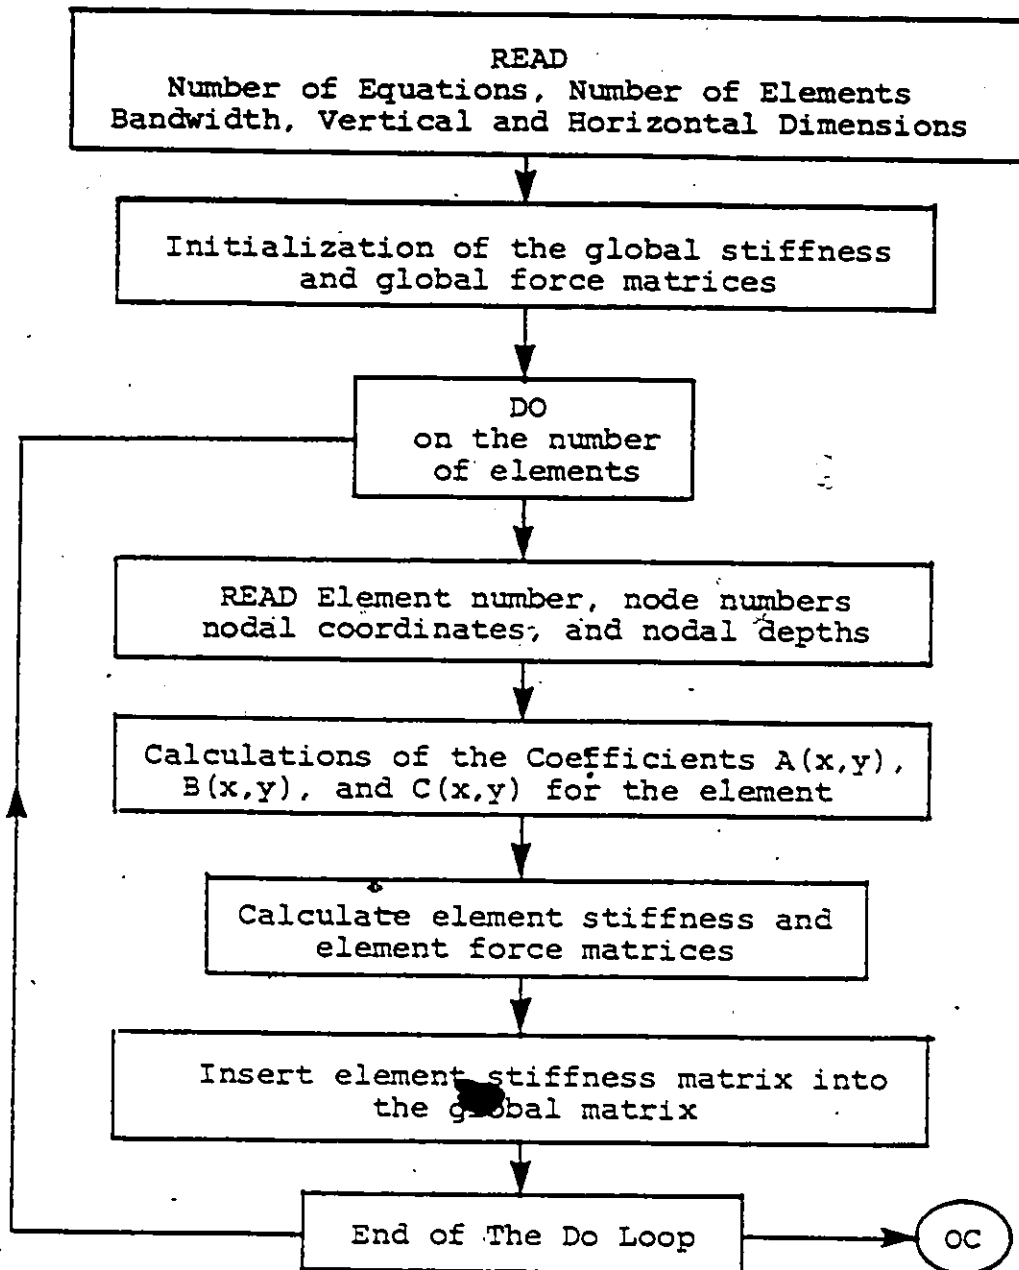 READ
Number of Equations, Number of Elements
Bandwidth, Vertical and Horizontal Dimensions
Initialization of the global stiffness
and global force matrices
DO
on the number
of elements
READ Element number, node numbers
nodal coordinates, and nodal depths
Calculations of the Coefficients A(x,y),
B(x,y), and C(x,y) for the element
Calculate element stiffness and
element force matrices
Insert element stiffness matrix into
the global matrix
End of The Do Loop
OC